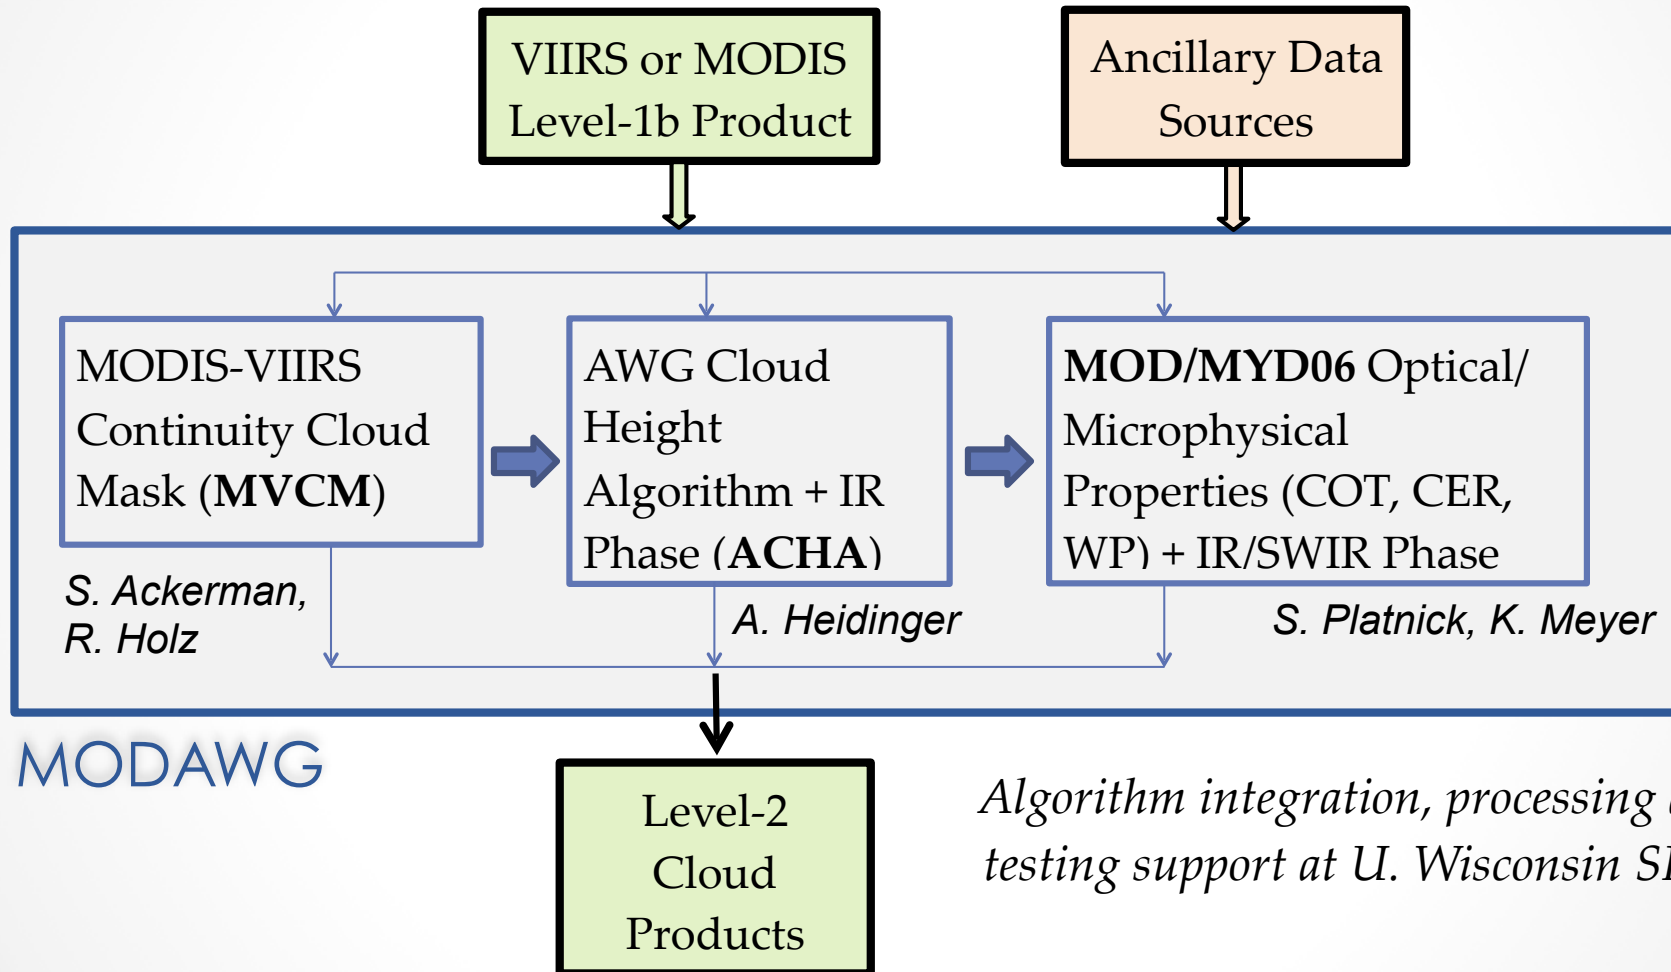 VIIRS or MODIS
Level-1b Product
Ancillary Data
Sources
MODIS-VIIRS
Continuity Cloud
Mask (MVCM)
AWG Cloud
Height
Algorithm + IR
Phase (ACHA)
MOD/MYD06 Optical/
Microphysical
Properties (COT, CER,
WP) + IR/SWIR Phase
S. Ackerman,
R. Holz
A. Heidinger
S. Platnick, K. Meyer
MODAWG
Level-2
Cloud
Products
Algorithm integration, processing
testing support at U. Wisconsin